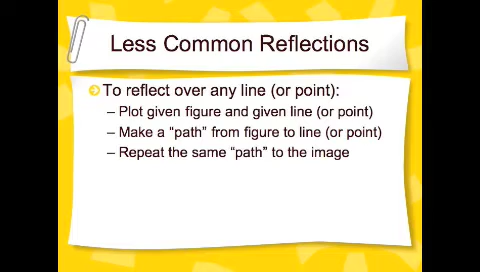 Less Common Reflections
To reflect over any line (or point):
– Plot given figure and given line (or point)
– Make a “path” from figure to line (or point)
– Repeat the same “path” to the image